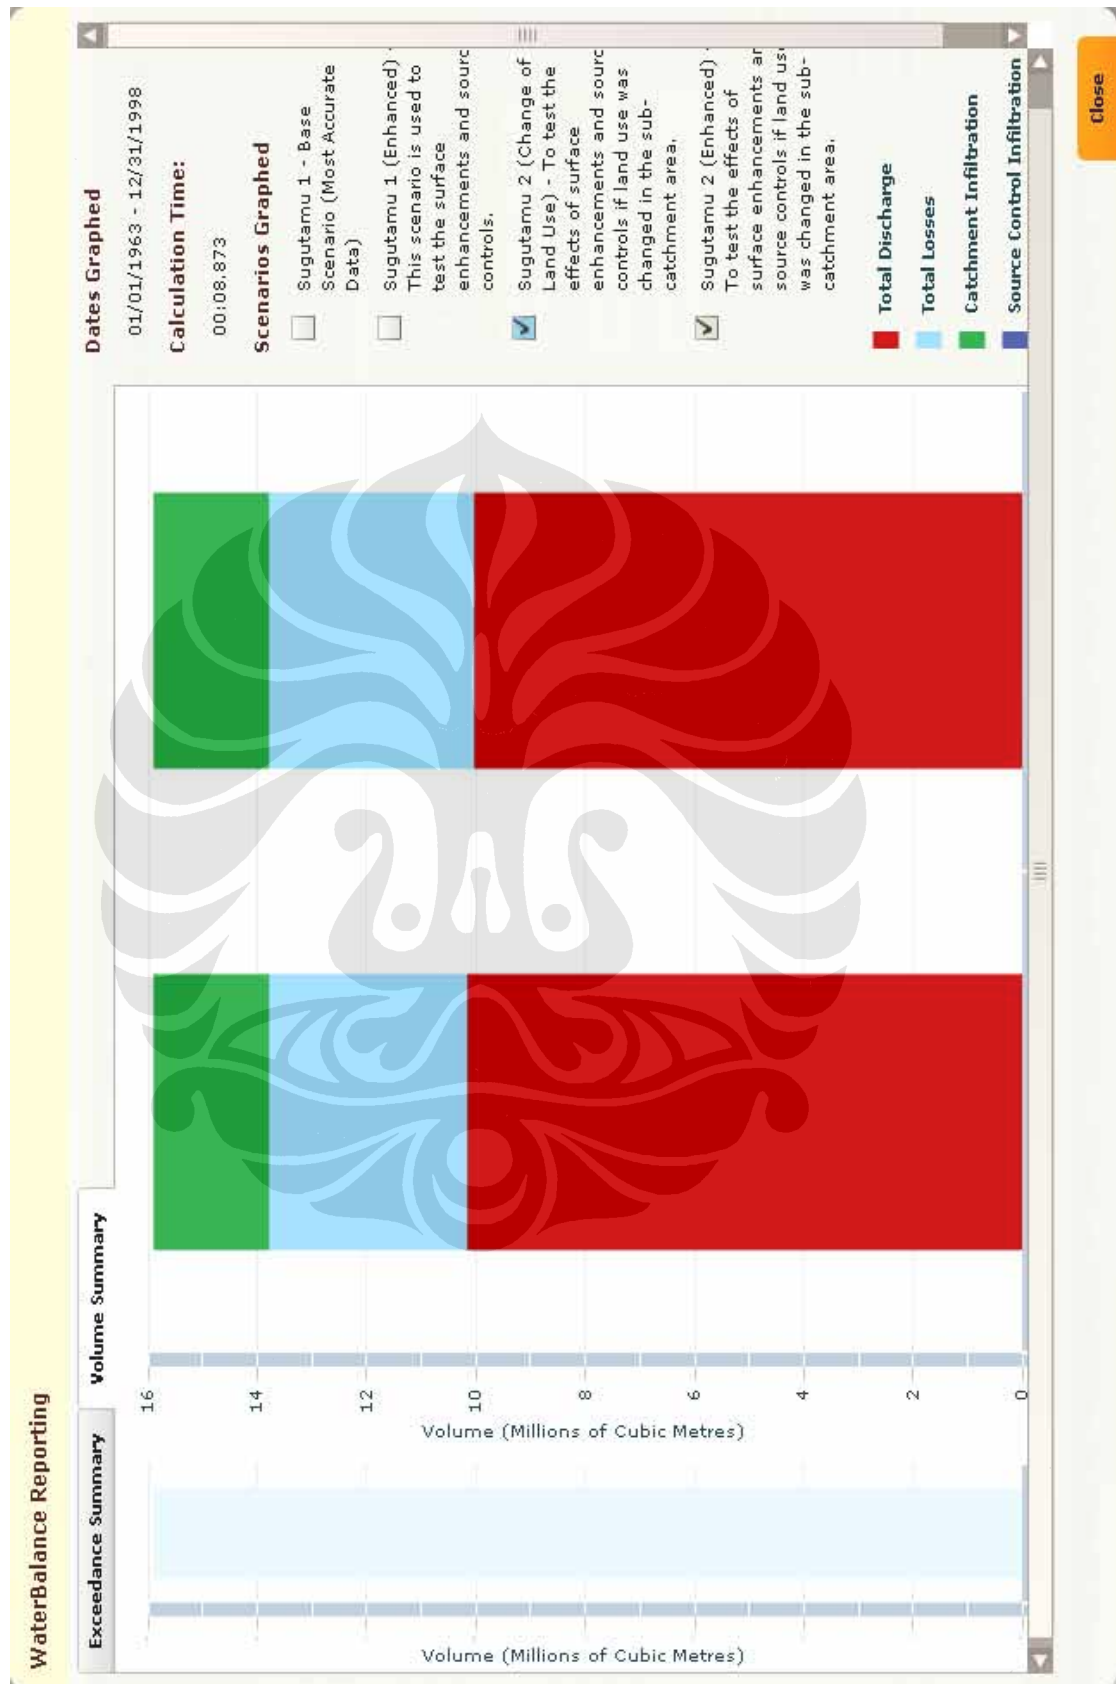 WaterBalance Reporting
Exceedance Summary
Volume Summary
Volume (Millions of Cubic Metres)
Volume (Millions of Cubic Metres)
16
14
12
10
8
6
4
2
0
Dates Graphed
01/01/1963 - 12/31/1998
Calculation Time:
00:08.873
Scenarios Graphed
Sugutamu 1 - Base
Scenario (Most Accurate
Data)
Sugutamu 1 (Enhanced) -
This scenario is used to
test the surface
enhancements and sourc
controls.
Sugutamu 2 (Change of
Land Use) - To test the
effects of surface
enhancements and sourc
controls if land use was
changed in the sub-
catchment area.
Sugutamu 2 (Enhanced) -
To test the effects of
surface enhancements ar
source controls if land us
was changed in the sub-
catchment area.
Total Discharge
Total Losses
Catchment Infiltration
Source Control Infiltration
Close